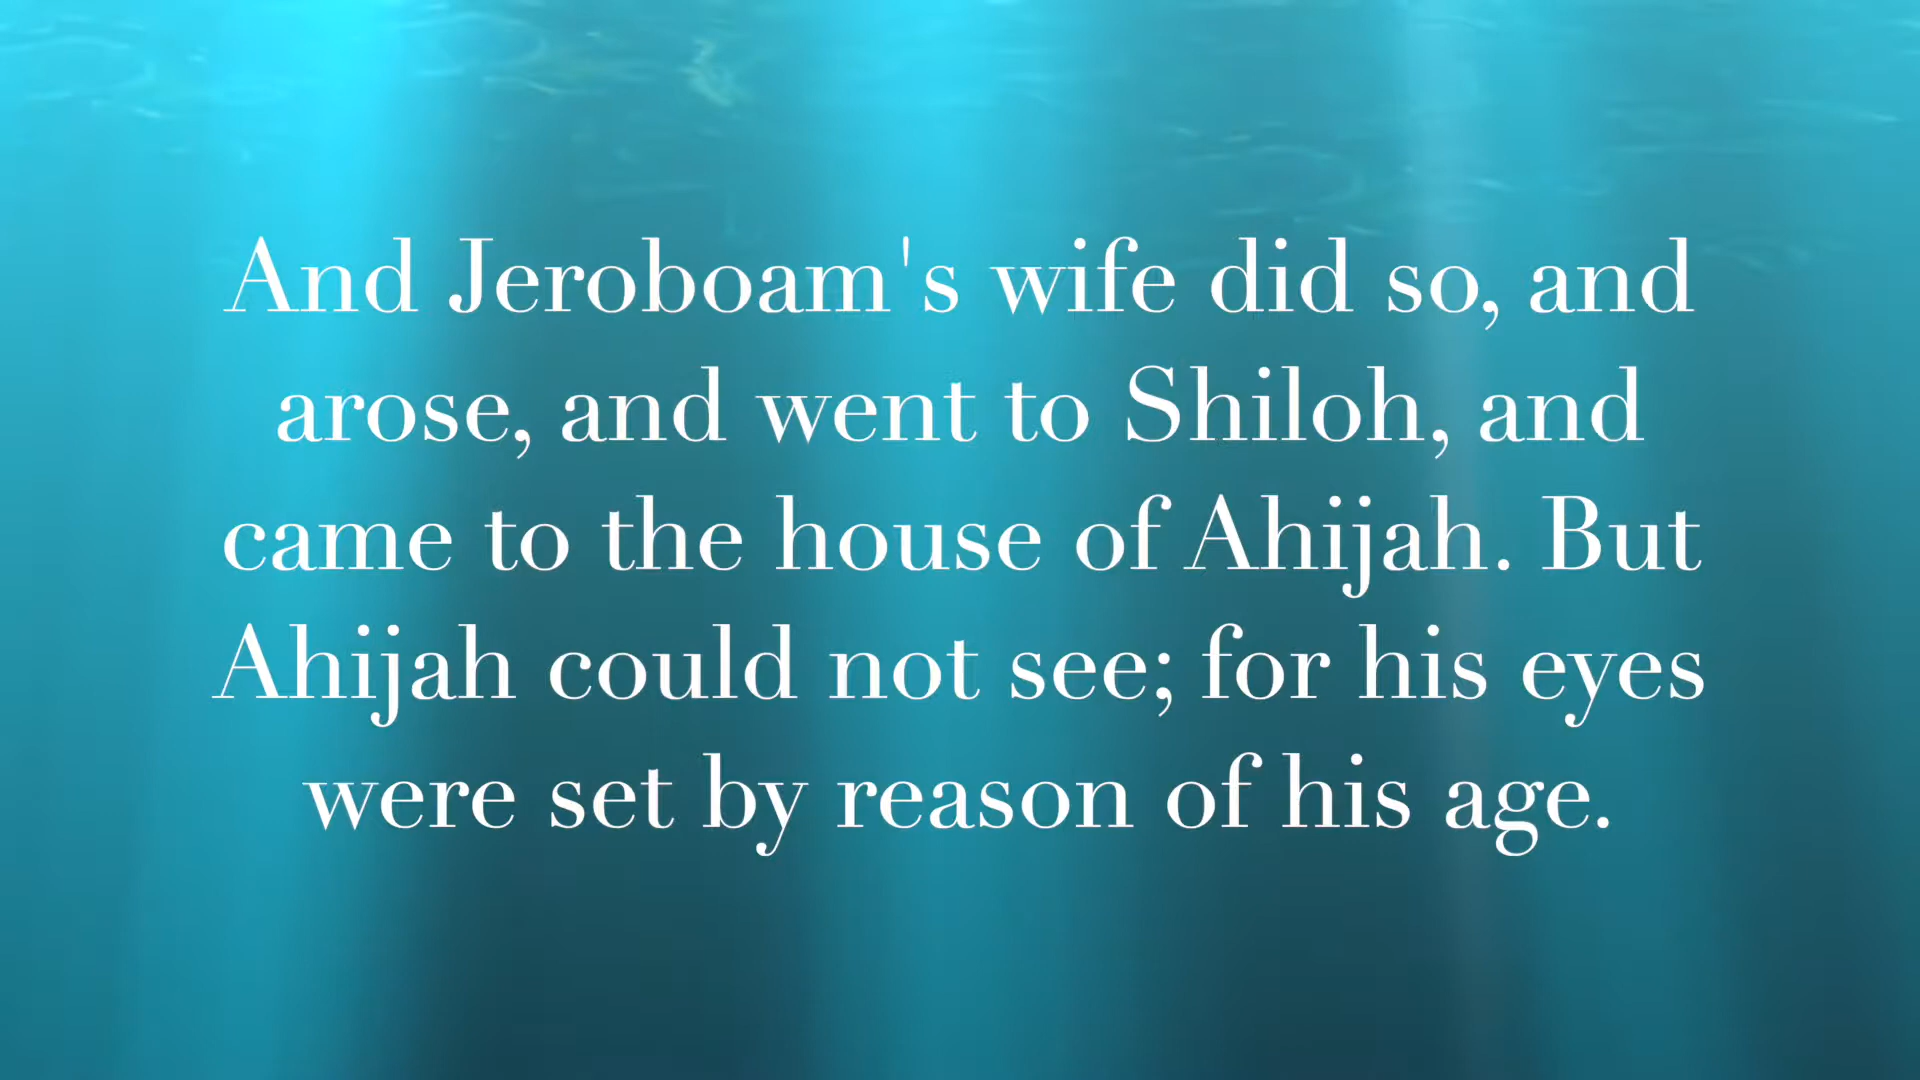 And Jeroboam's wife did so, and
arose, and went to Shiloh, and
came to the house of Ahijah. But
Ahijah could not see; for his eyes
were set by reason of his age.